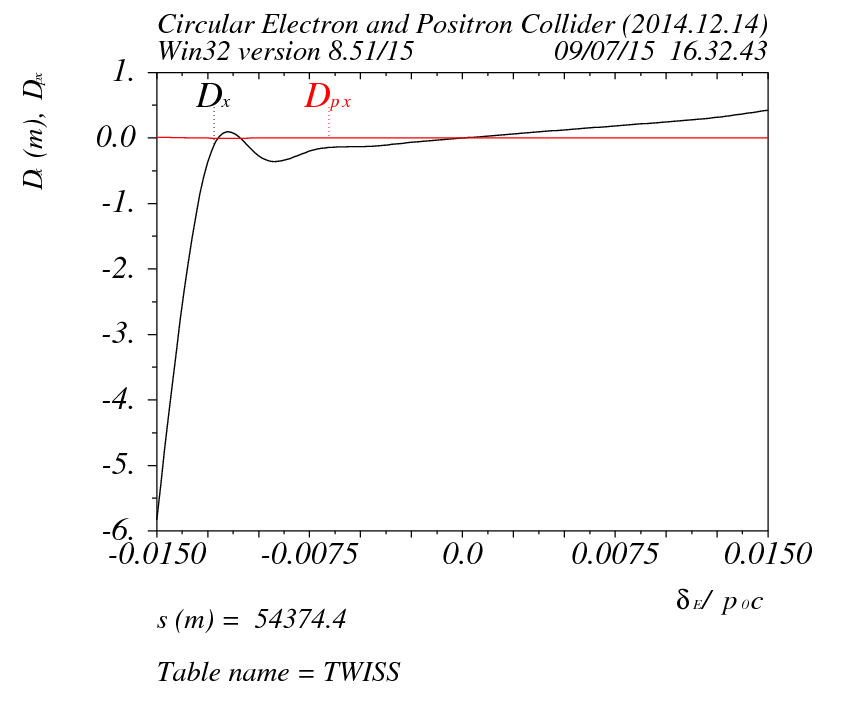 Circular Electron and Positron Collider (2014.12.14)
Win32 version 8.51/15 09/07/15 16.32.43
Dx (m), Dpx
Dx Dpx
1.
0.0
-1.
-2.
-3.
-4.
-5.
-6.
-0.0150 -0.0075 0.0 0.0075 0.0150
δE/ p0c
s (m) = 54374.4
Table name = TWISS